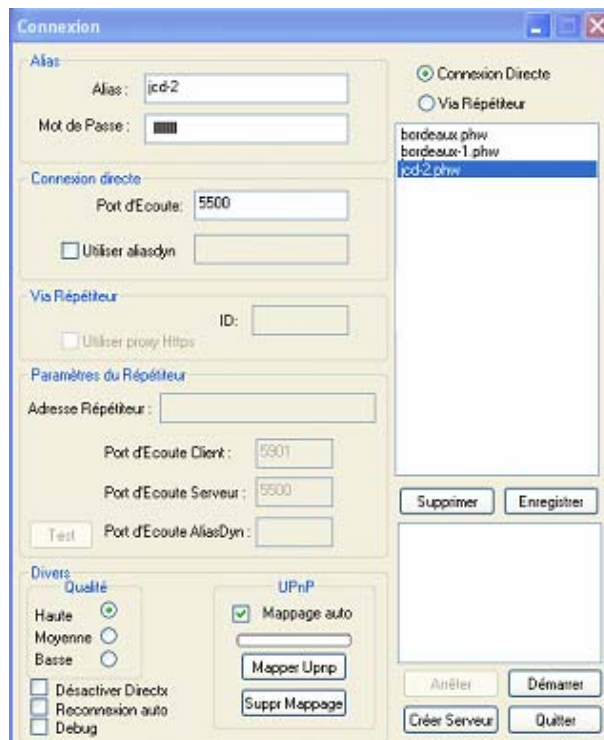 Connexion
Alias
Alias :
jcd-2
Mot de Passe :
Connexion directe
Port d'Ecoute:
5500
Utiliser aliasdyn
Via Répétiteur
ID:
Utiliser proxy Https
Paramètres du Répétiteur
Adresse Répétiteur :
Port d'Ecoute Client :
5901
Port d'Ecoute Serveur :
5500
Test
Port d'Ecoute AliasDyn :
Divers
Qualité
Haute
Moyenne
Basse
Désactiver Directx
Reconnexion auto
Debug
UPnP
Mappage auto
Mapper Upnp
Suppr Mappage
Connexion Directe
Via Répétiteur
bordeaux.phw
bordeaux-1.phw
jcd-2.phw
Supprimer
Enregistrer
Arrêter
Démarrer
Créer Serveur
Quitter